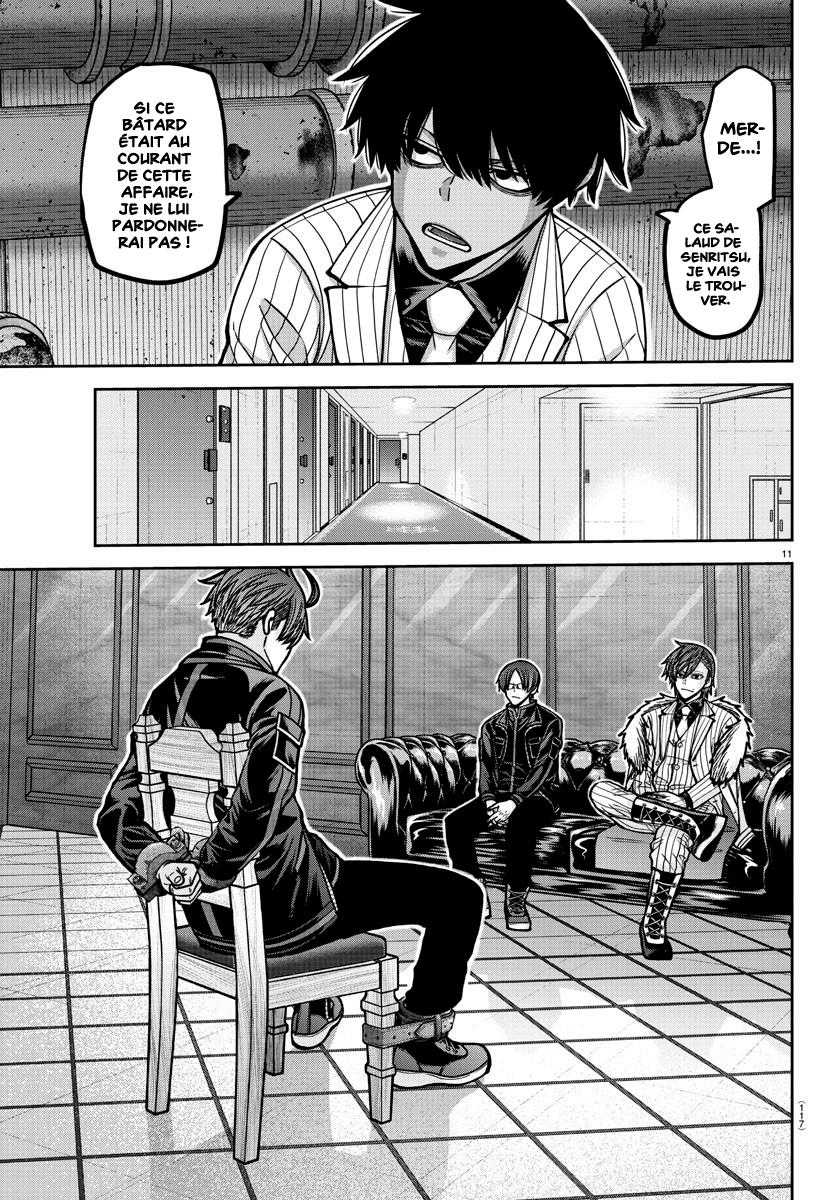 MER-
DE...!
CE SA-
LAUD DE
SENRITSU,
JE VAIS
LE TROU-
VER.
SI CE
BÂTARD
ÉTAIT AU
COURANT
DE CETTE
AFFAIRE,
JE NE LUI
PARDONNE-
RAI PAS !
11
(117)